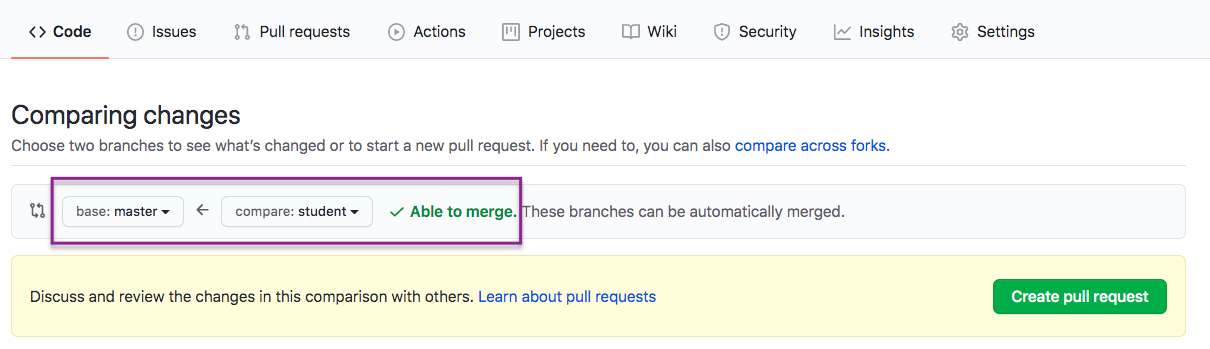 Code Issues Pull requests Actions Projects Wiki Security Insights Settings
Comparing changes
Choose two branches to see what's changed or to start a new pull request. If you need to, you can also compare across forks.
base: master compare: student Able to merge. These branches can be automatically merged.
Discuss and review the changes in this comparison with others. Learn about pull requests Create pull request